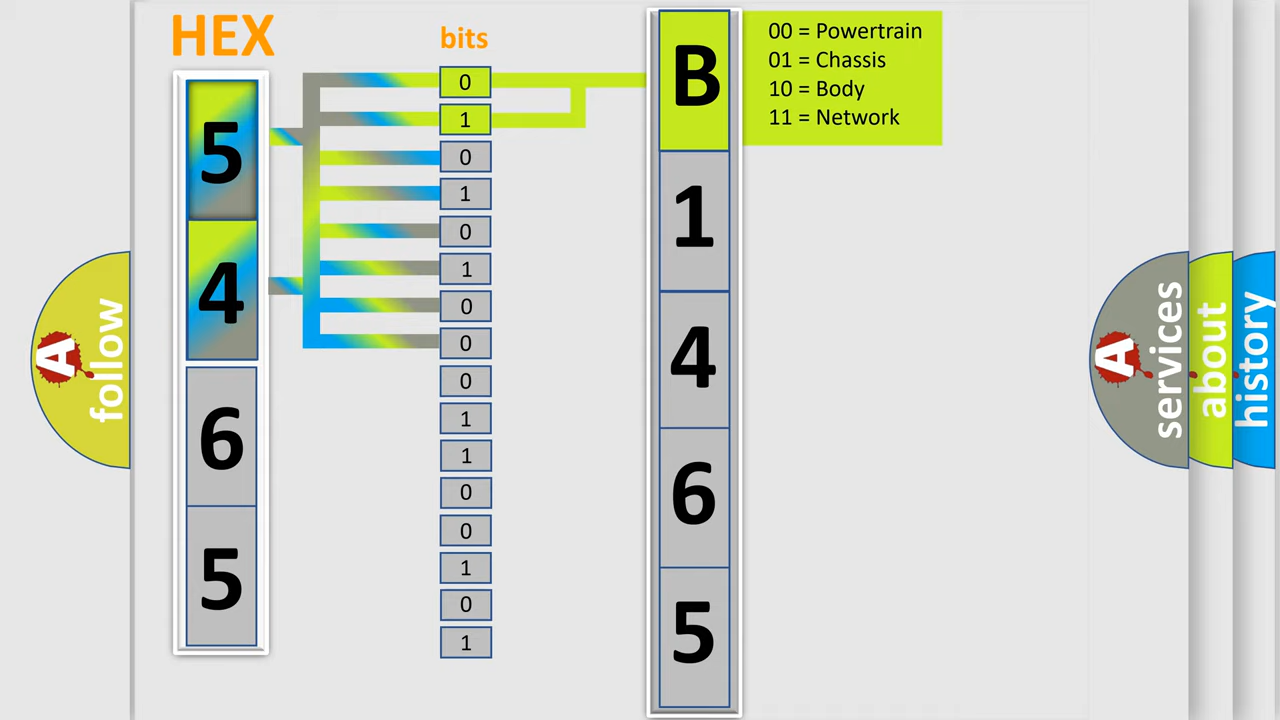 HEX
bits
5
4
6
5
0
1
0
1
0
1
0
0
0
1
1
0
0
1
0
1
B
1
4
6
5
00 = Powertrain
01 = Chassis
10 = Body
11 = Network
A
follow
A
services
about
history